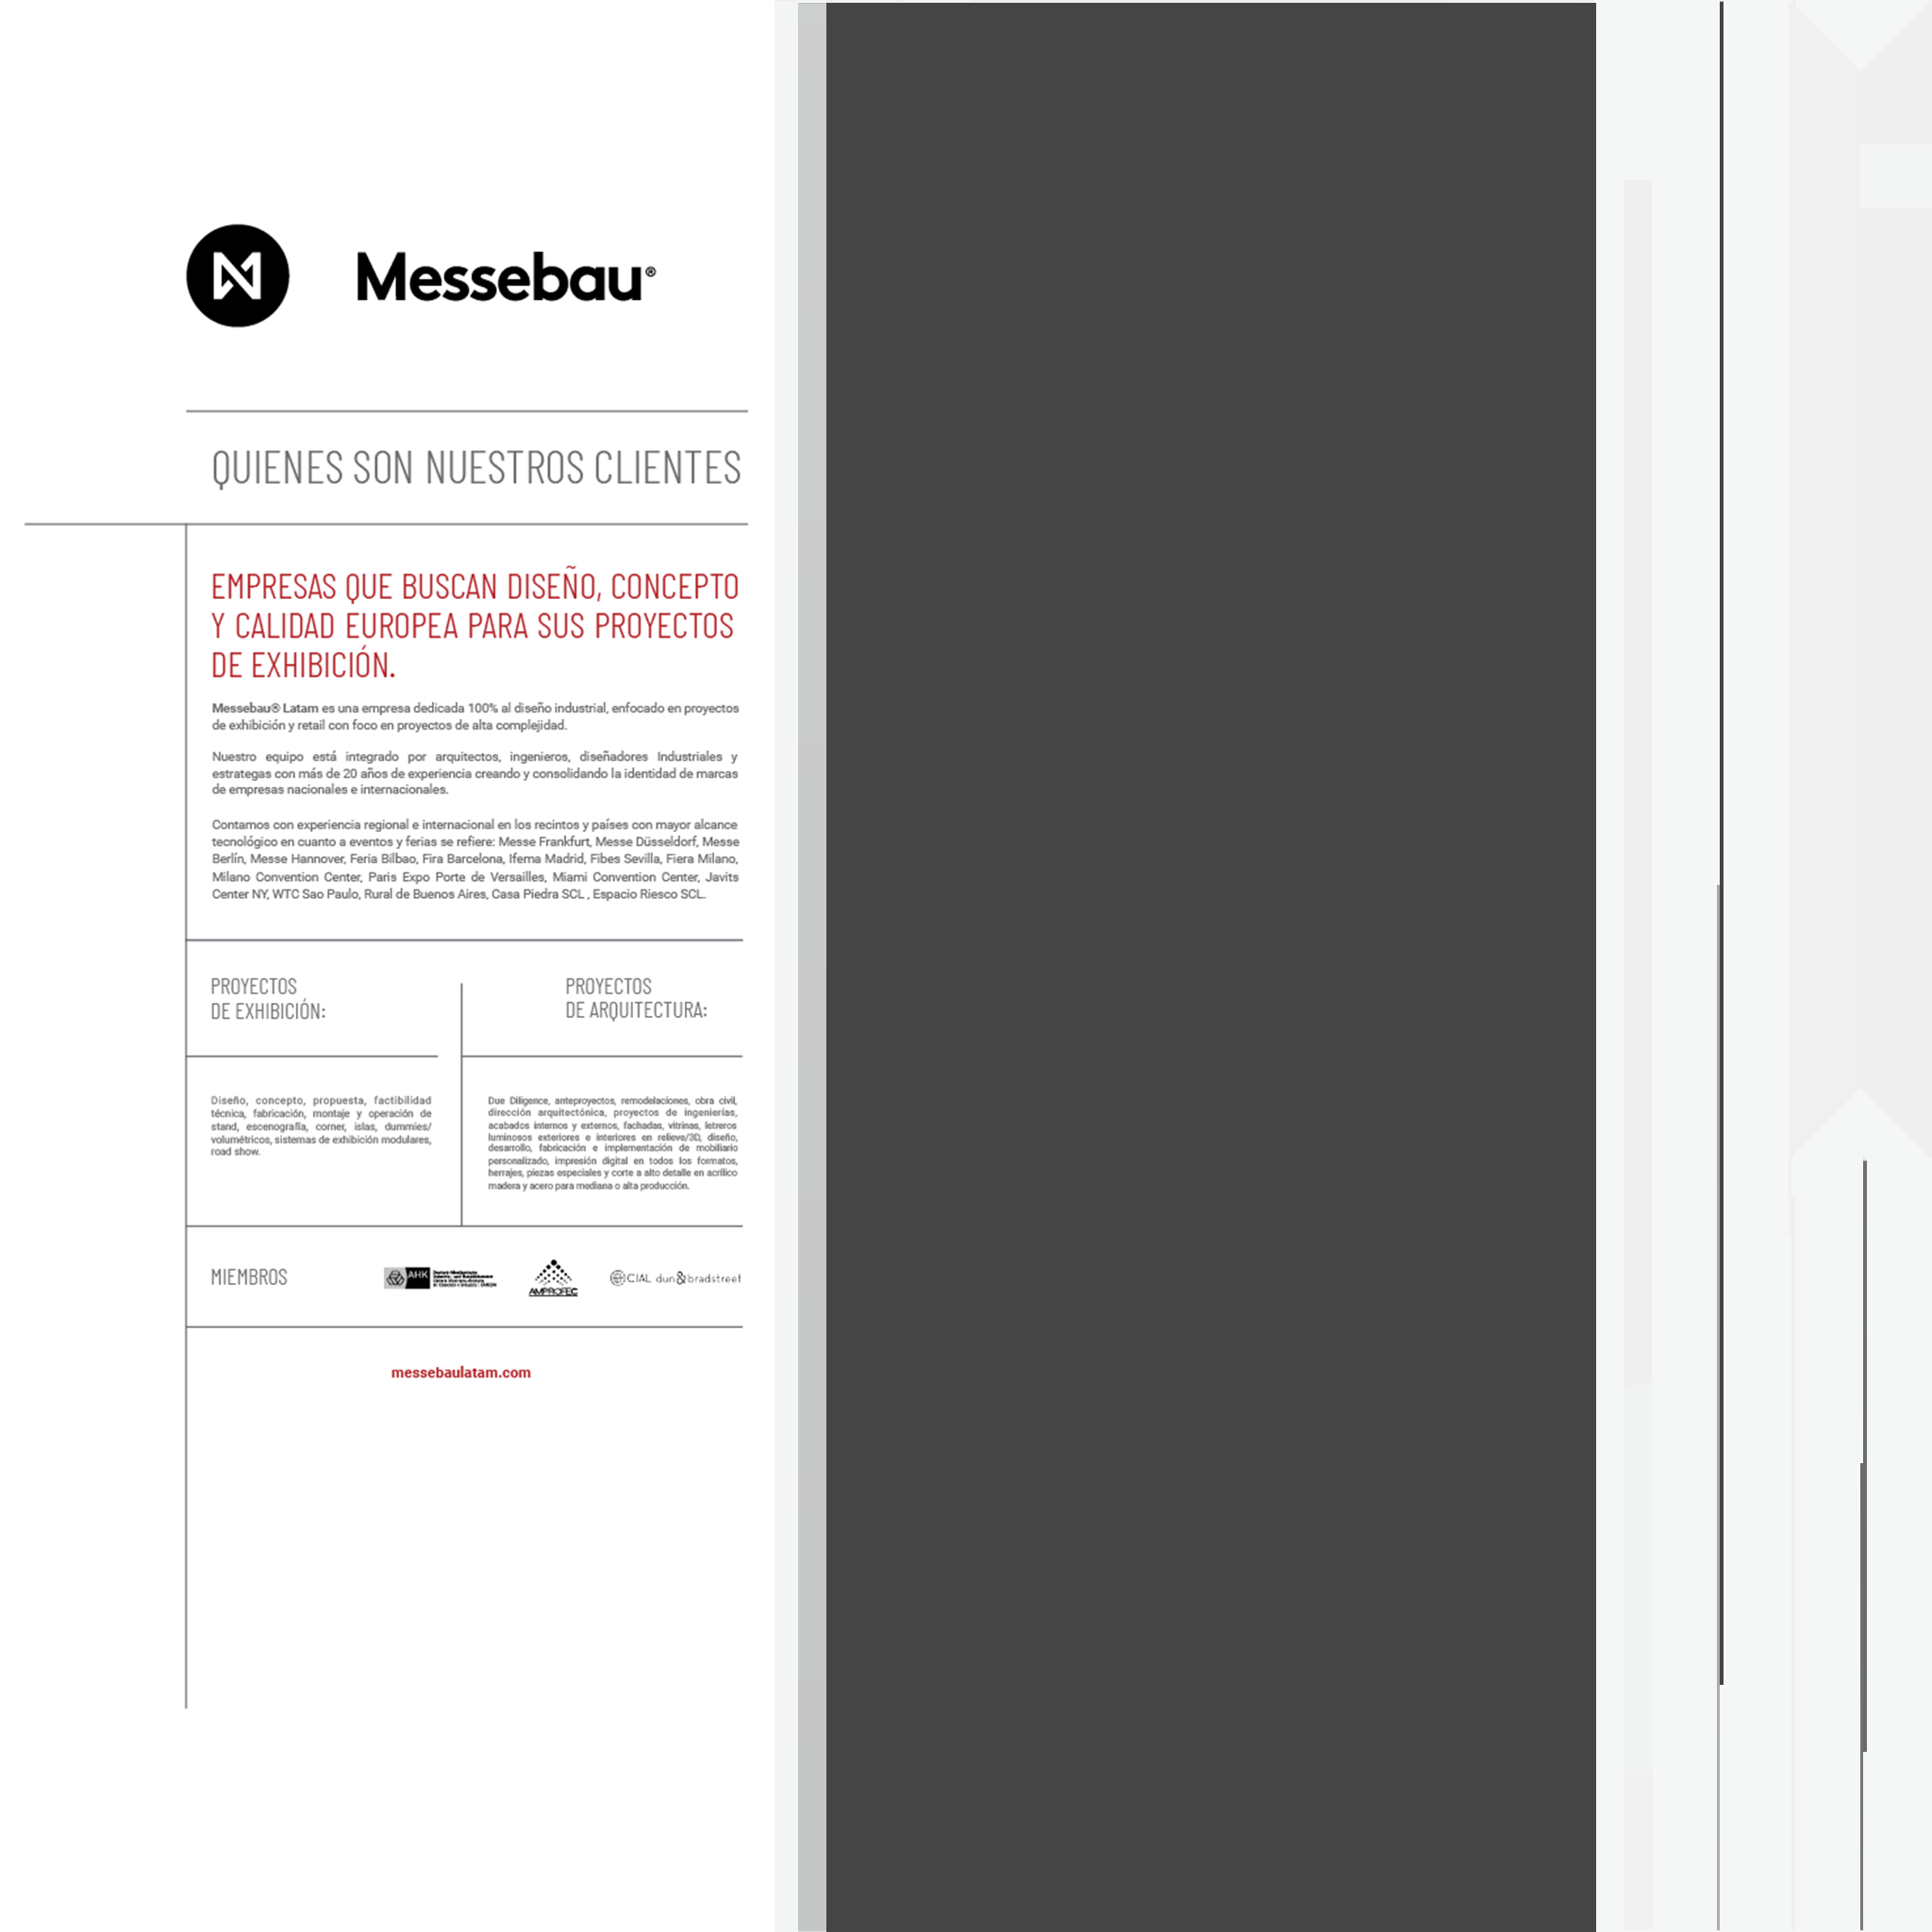 Messebau®
QUIENES SON NUESTROS CLIENTES
EMPRESAS QUE BUSCAN DISEÑO, CONCEPTO
Y CALIDAD EUROPEA PARA SUS PROYECTOS
DE EXHIBICIÓN.
Messebau® Latam es una empresa dedicada 100% al diseño industrial, enfocado en proyectos
de exhibición y retail con foco en proyectos de alta complejidad.
Nuestro equipo está integrado por arquitectos, ingenieros, diseñadores Industriales y
estrategas con más de 20 años de experiencia creando y consolidando la identidad de marcas
de empresas nacionales e internacionales.
Contamos con experiencia regional e internacional en los recintos y países con mayor alcance
tecnológico en cuanto a eventos y ferias se refiere: Messe Frankfurt, Messe Düsseldorf, Messe
Berlín, Messe Hannover, Feria Bilbao, Fira Barcelona, Ifema Madrid, Fibes Sevilla, Fiera Milano,
Milano Convention Center, Paris Expo Porte de Versailles, Miami Convention Center, Javits
Center NY, WTC Sao Paulo, Rural de Buenos Aires, Casa Piedra SCL , Espacio Riesco SCL.
PROYECTOS
DE EXHIBICIÓN:
Diseño, concepto, propuesta, factibilidad
técnica, fabricación, montaje y operación de
stand, escenografía, corner, islas, dummies/
volumétricos, sistemas de exhibición modulares,
road show.
PROYECTOS
DE ARQUITECTURA:
Due Diligence, anteproyectos, remodelaciones, obra civil,
dirección arquitectónica, proyectos de ingenierías,
acabados internos y externos, fachadas, vitrinas, letreros
luminosos exteriores e interiores en relieve/3D, diseño,
desarrollo, fabricación e implementación de mobiliario
personalizado, impresión digital en todos los formatos,
herrajes, piezas especiales y corte a alto detalle en acrílico
madera y acero para mediana o alta producción.
MIEMBROS
AHK
AMPROFEC
CIAL dun&bradstreet
messebaulatam.com